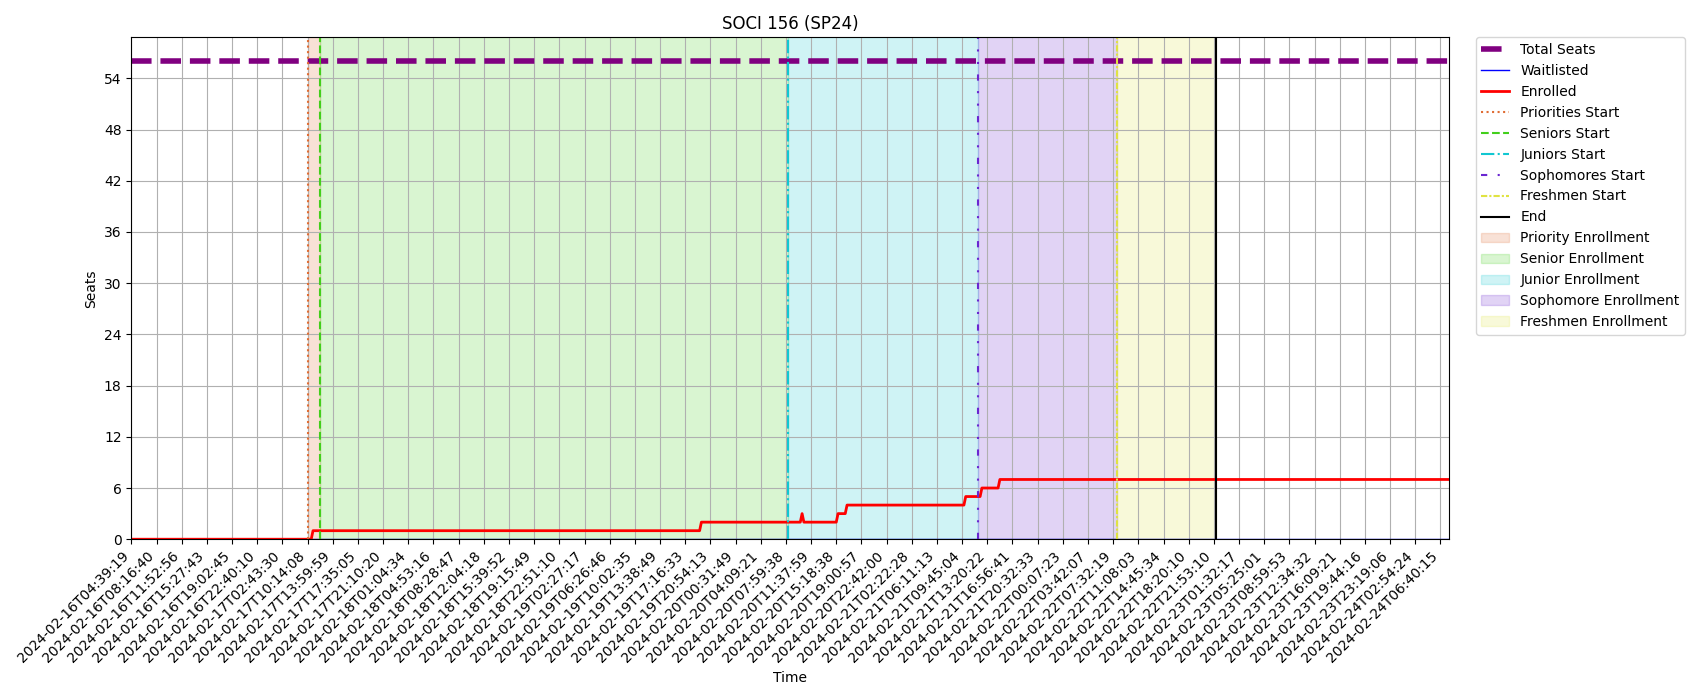 SOCI 156 (SP24)
Seats
54
48
42
36
30
24
18
12
6
0
2024-02-16T04:39:19
2024-02-16T08:16:40
2024-02-16T11:52:56
2024-02-16T15:27:43
2024-02-16T19:02:45
2024-02-16T22:40:10
2024-02-17T02:43:30
2024-02-17T10:14:08
2024-02-17T13:59:59
2024-02-17T17:35:05
2024-02-17T21:10:20
2024-02-18T01:04:34
2024-02-18T04:53:16
2024-02-18T08:28:47
2024-02-18T12:04:18
2024-02-18T15:39:52
2024-02-18T19:15:49
2024-02-18T22:51:10
2024-02-19T02:27:17
2024-02-19T06:26:46
2024-02-19T10:02:35
2024-02-19T13:38:49
2024-02-19T17:16:33
2024-02-19T20:54:13
2024-02-20T00:31:49
2024-02-20T04:09:21
2024-02-20T07:59:38
2024-02-20T11:37:59
2024-02-20T15:18:38
2024-02-20T19:00:57
2024-02-20T22:42:00
2024-02-21T02:22:28
2024-02-21T06:11:13
2024-02-21T09:45:04
2024-02-21T13:20:22
2024-02-21T16:56:41
2024-02-21T20:32:33
2024-02-22T00:07:23
2024-02-22T03:42:07
2024-02-22T07:32:19
2024-02-22T11:08:03
2024-02-22T14:45:34
2024-02-22T18:20:10
2024-02-22T21:53:10
2024-02-23T01:32:17
2024-02-23T05:25:01
2024-02-23T08:59:53
2024-02-23T12:34:32
2024-02-23T16:09:21
2024-02-23T19:44:16
2024-02-23T23:19:06
2024-02-24T02:54:24
2024-02-24T06:40:15
Time
Total Seats
Waitlisted
Enrolled
Priorities Start
Seniors Start
Juniors Start
Sophomores Start
Freshmen Start
End
Priority Enrollment
Senior Enrollment
Junior Enrollment
Sophomore Enrollment
Freshmen Enrollment